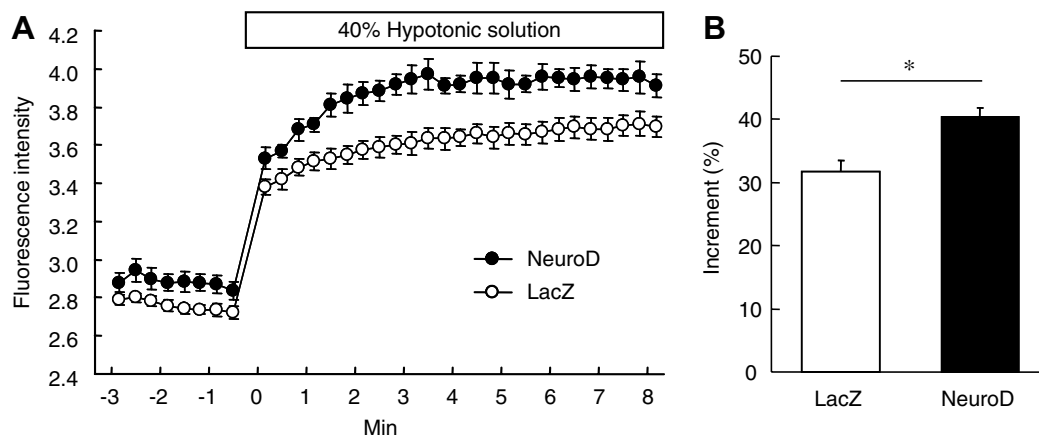 A
40% Hypotonic solution
Fluorescence intensity
4.2
4.0
3.8
3.6
3.4
3.0
2.8
2.6
2.4
NeuroD
LacZ
-3 -2 -1 0 1 2 3 4 5 6 7 8
Min
B
*
Increment (%)
50
40
30
20
10
0
LacZ NeuroD